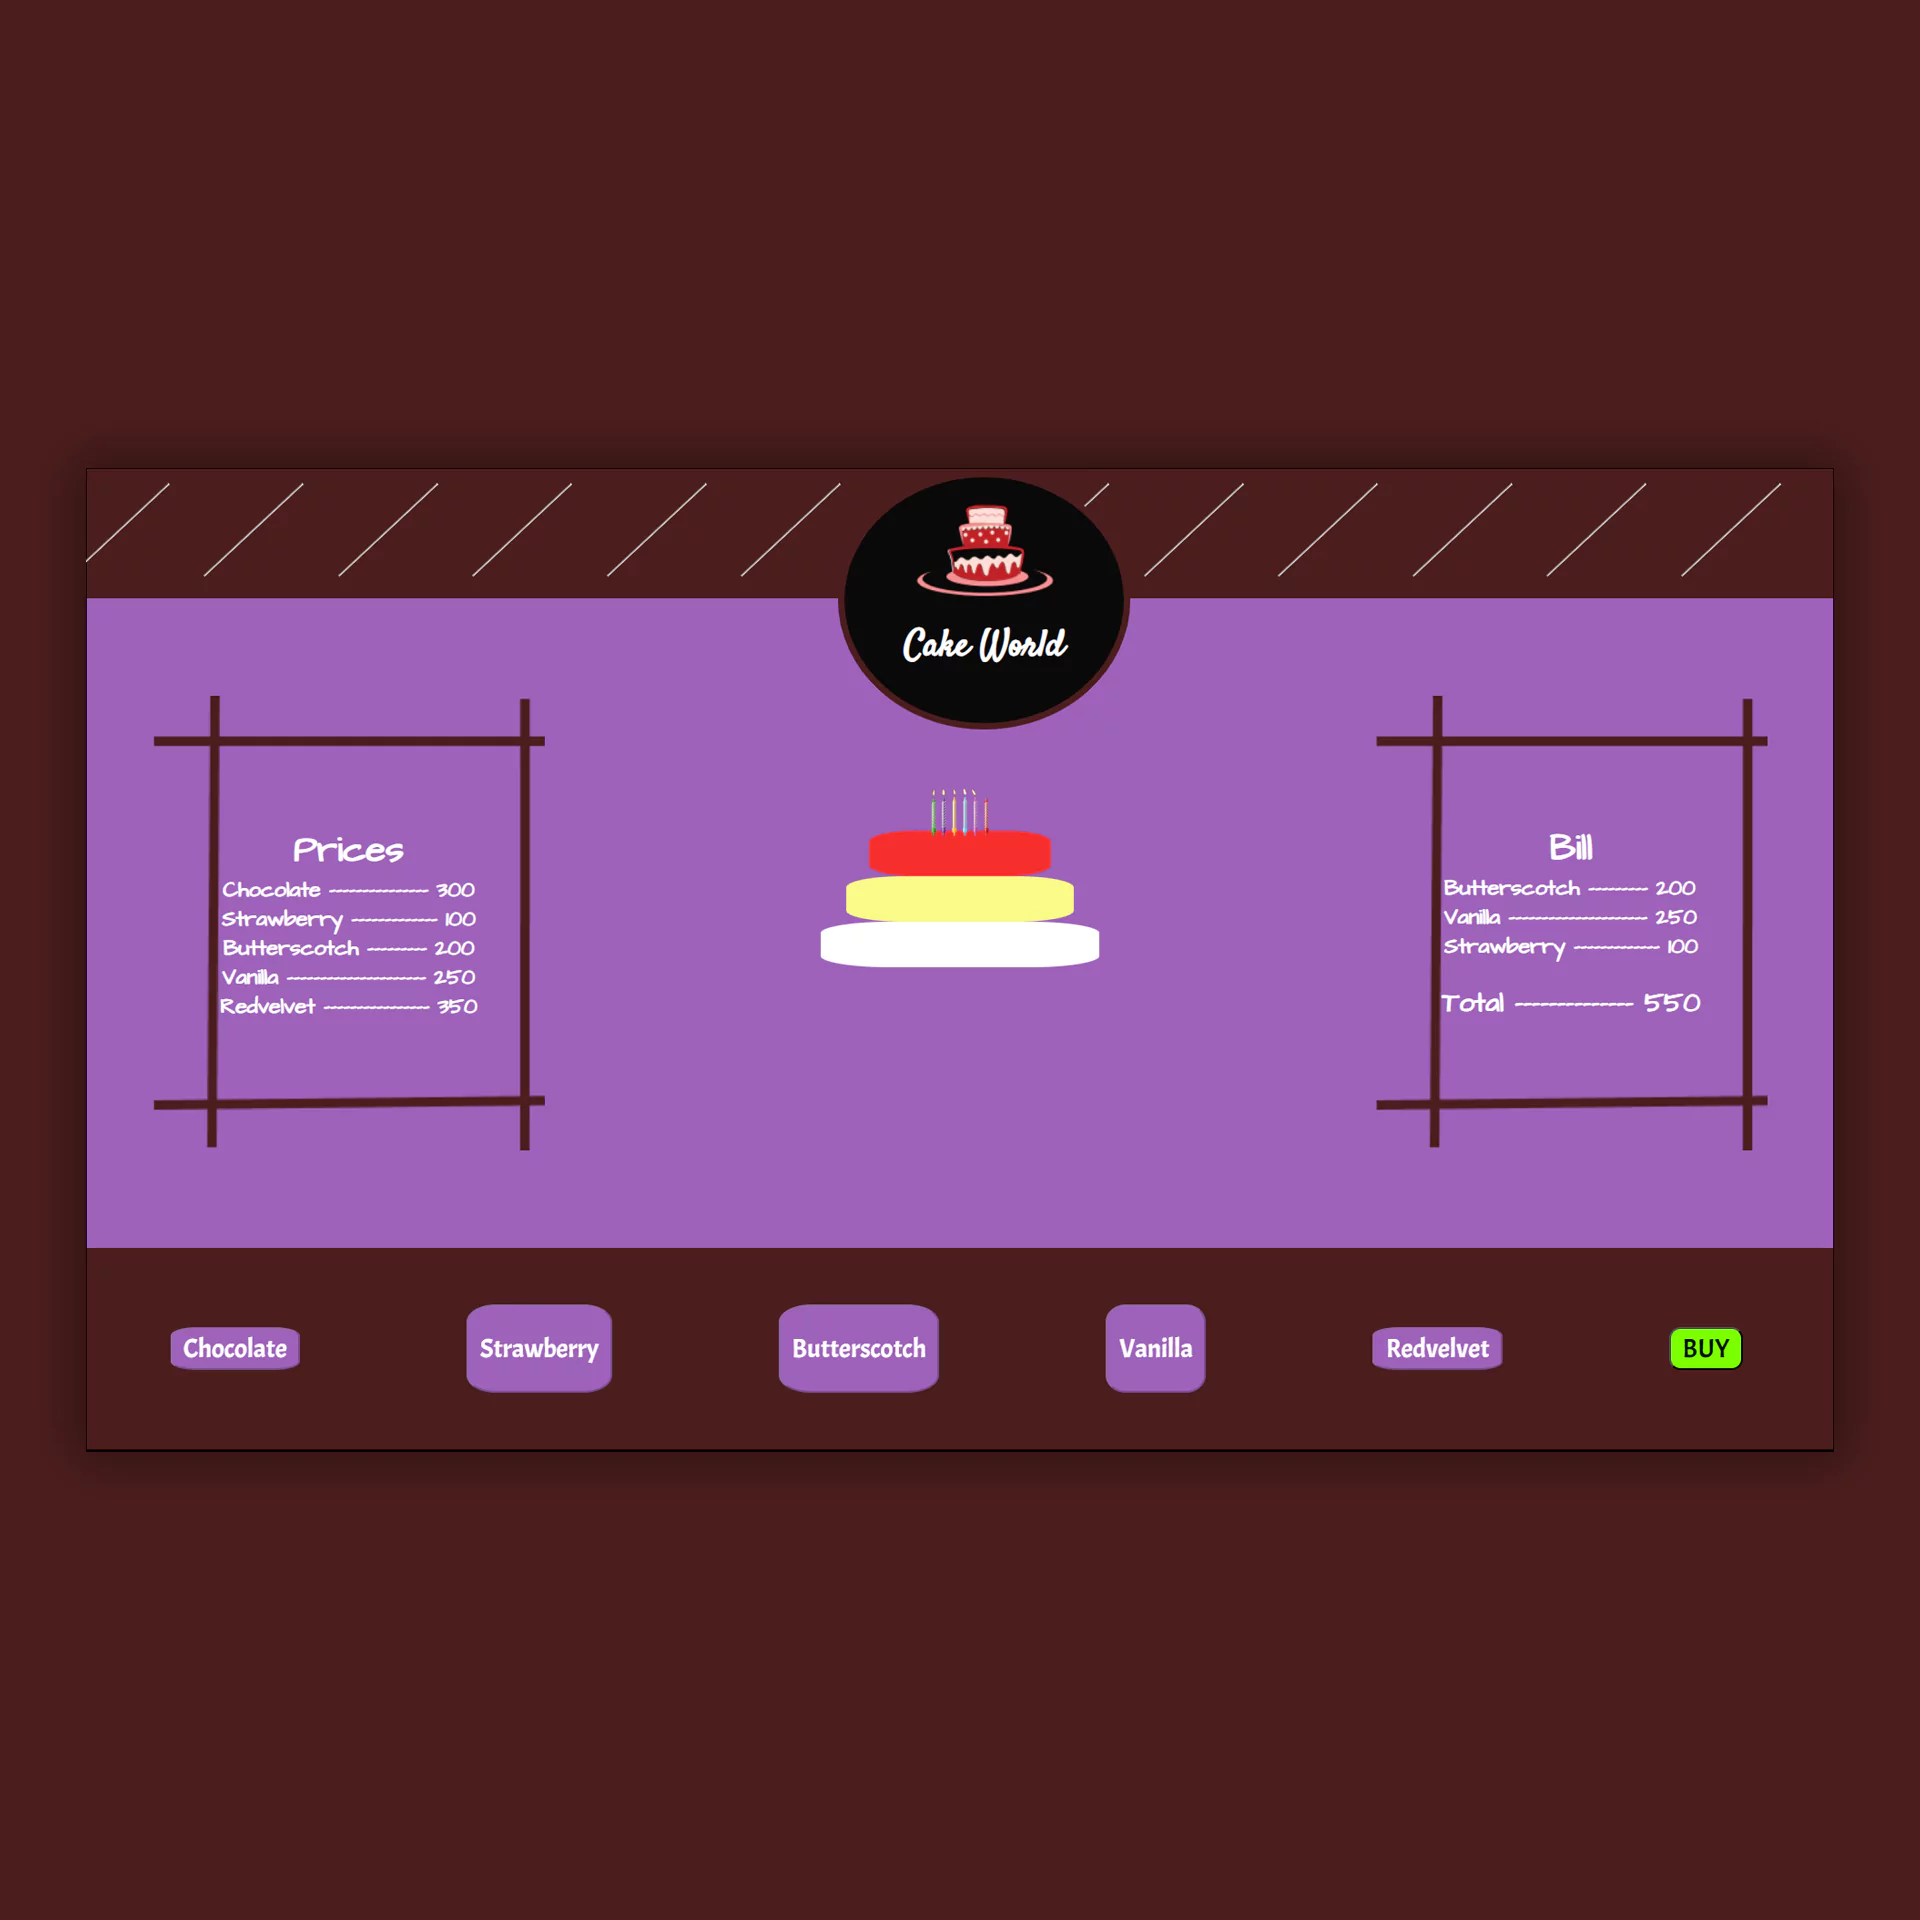 Cake World
Prices
Chocolate --------------- 300
Strawberry ------------- 100
Butterscotch --------- 200
Vanilla --------------------- 250
Redvelvet ---------------- 350
Bill
Butterscotch --------- 200
Vanilla --------------------- 250
Strawberry ------------- 100
Total -------------- 550
Chocolate
Strawberry
Butterscotch
Vanilla
Redvelvet
BUY